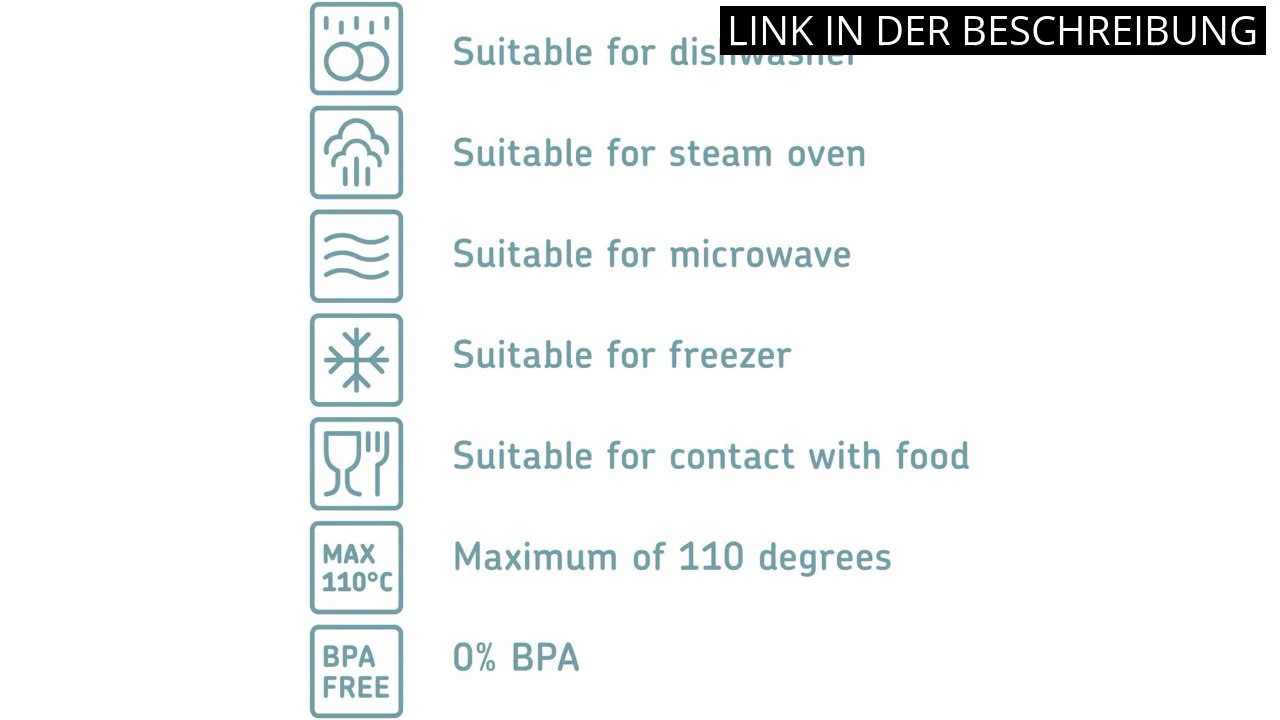 LINK IN DER BESCHREIBUNG
Suitable for dishwasher
Suitable for steam oven
Suitable for microwave
Suitable for freezer
Suitable for contact with food
MAX
110°C
Maximum of 110 degrees
BPA
FREE
0% BPA